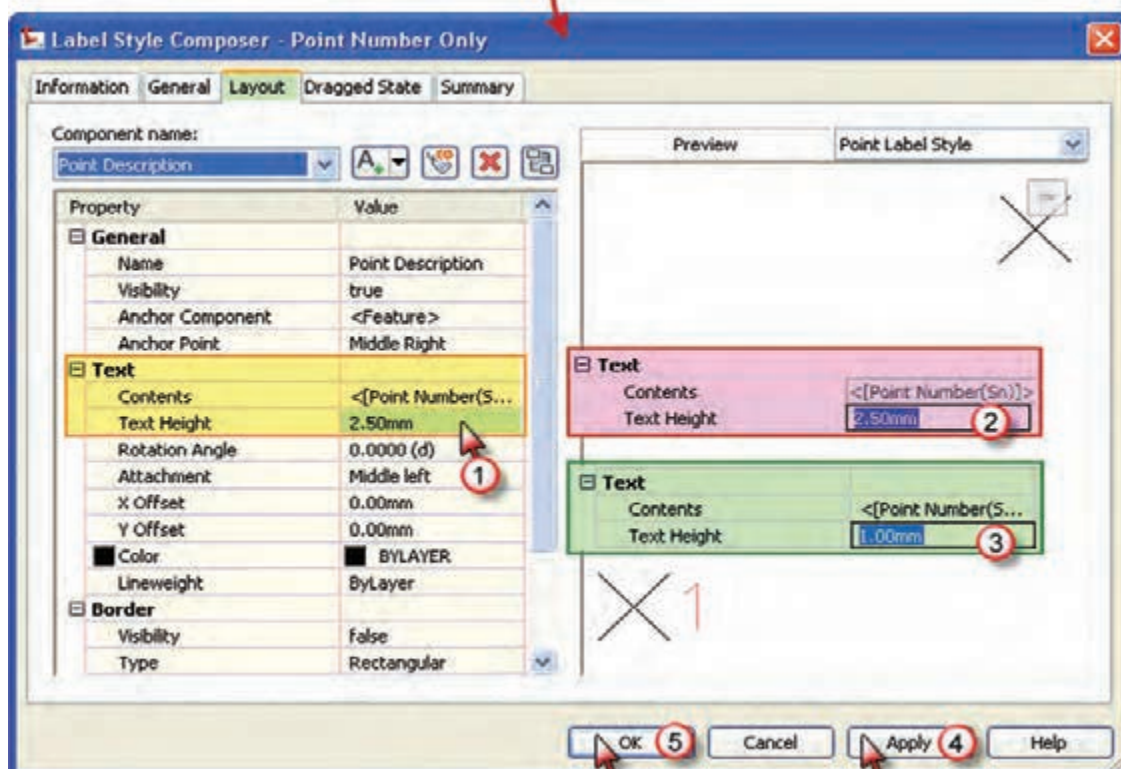 Label Style Composer - Point Number Only
Information General Layout Dragged State Summary
Component name:
Point Description
Property Value
General
Name Point Description
Visibility true
Anchor Component <Feature>
Anchor Point Middle Right
Text
Contents <[Point Number(S...
Text Height 2.50mm
1
Rotation Angle 0.0000 (d)
Attachment Middle left
X Offset 0.00mm
Y Offset 0.00mm
Color BYLAYER
Lineweight ByLayer
Border
Visibility false
Type Rectangular
Preview Point Label Style
Text
Contents <[Point Number(Sn)]>
Text Height 2.50mm
2
Text
Contents <[Point Number(S...
Text Height 1.00mm
3
1
OK 5 Cancel Apply 4 Help